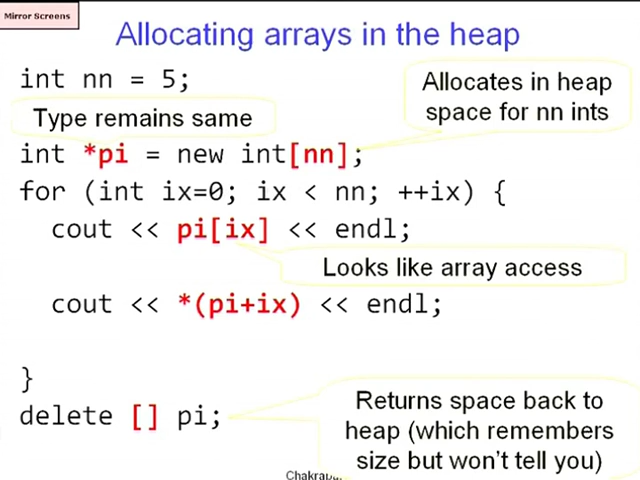 Mirror Screens
Allocating arrays in the heap
int nn = 5;
Allocates in heap
space for nn ints
Type remains same
int *pi = new int[nn];
for (int ix=0; ix < nn; ++ix) {
cout << pi[ix] << endl;
Looks like array access
cout << *(pi+ix) << endl;
}
delete [] pi;
Returns space back to
heap (which remembers
size but won't tell you)